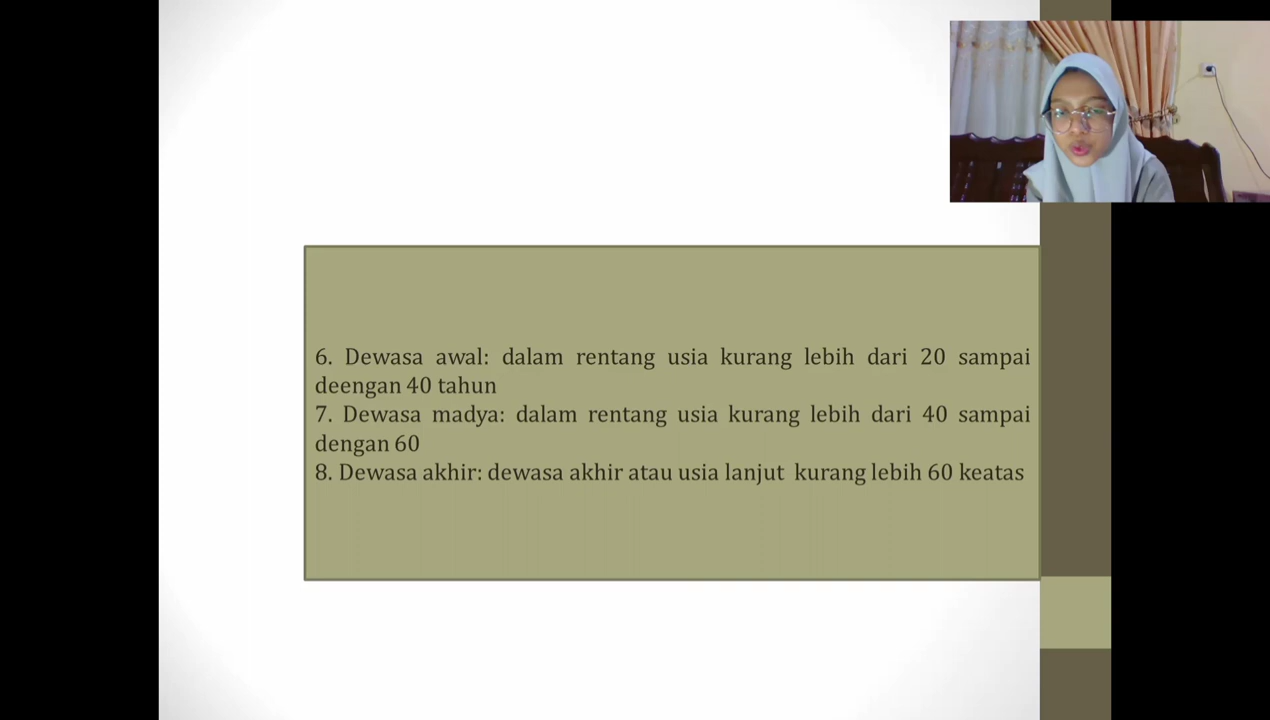 6. Dewasa awal: dalam rentang usia kurang lebih dari 20 sampai
deengan 40 tahun
7. Dewasa madya: dalam rentang usia kurang lebih dari 40 sampai
dengan 60
8. Dewasa akhir: dewasa akhir atau usia lanjut kurang lebih 60 keatas